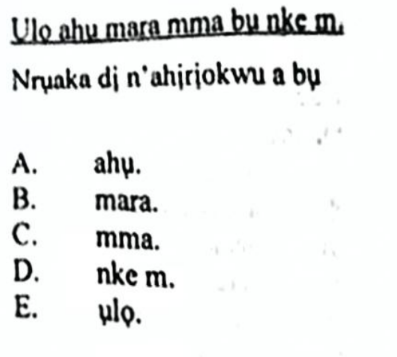 Ụlọ ahụ mara mma bụ nke m.
Nrụaka dị n'ahịrịokwu a bụ
A. ahụ.
B. mara.
C. mma.
D. nke m.
E. ụlọ.